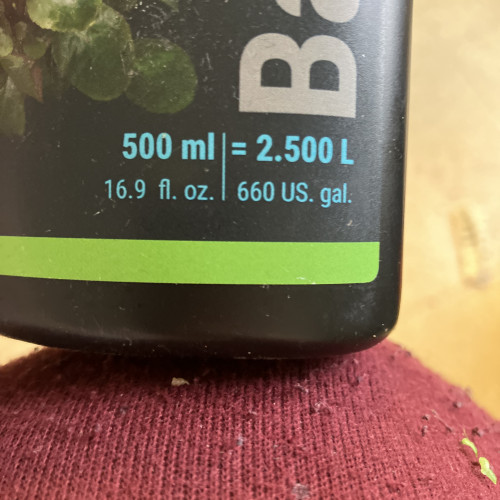 Ba
500 ml = 2.500 L
16.9 fl. oz. 660 US. gal.